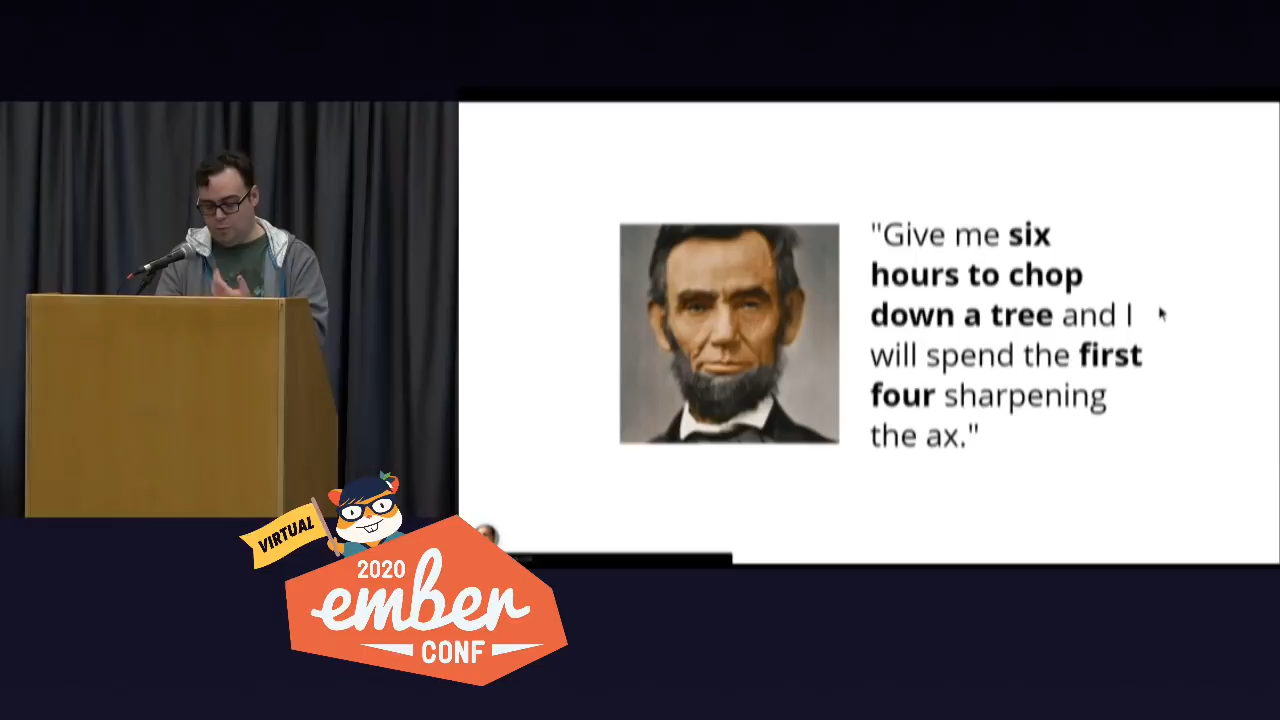 "Give me six
hours to chop
down a tree and I
will spend the first
four sharpening
the ax."
VIRTUAL
2020
ember
CONF